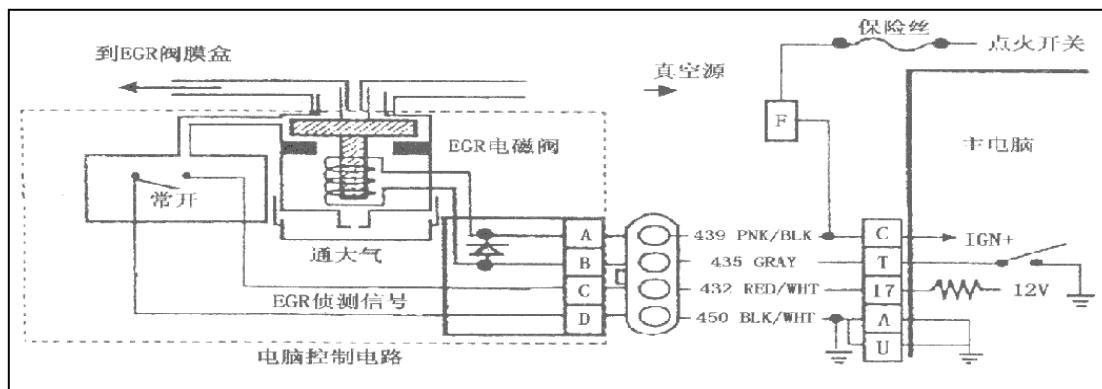 保险丝
点火开关
到EGR阀膜盒
真空源
F
主电脑
EGR电磁阀
常开
通大气
A
439 PNK/BLK
C
IGN+
B
435 GRAY
T
C
432 RED/WHT
17
12V
D
450 BLK/WHT
A
U
EGR侦测信号
电脑控制电路